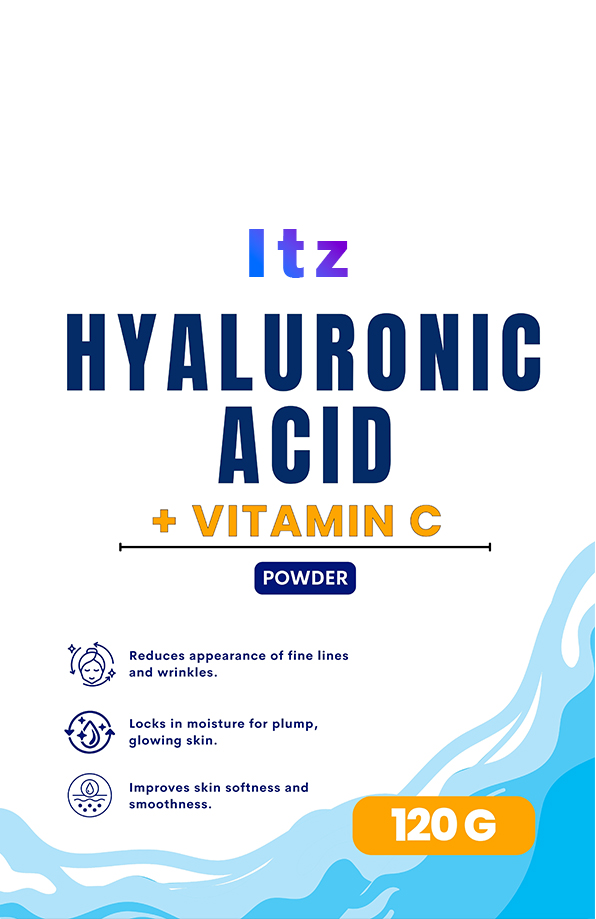 Itz
HYALURONIC
ACID
+ VITAMIN C
POWDER
Reduces appearance of fine lines
and wrinkles.
Locks in moisture for plump,
glowing skin.
Improves skin softness and
smoothness.
120 G